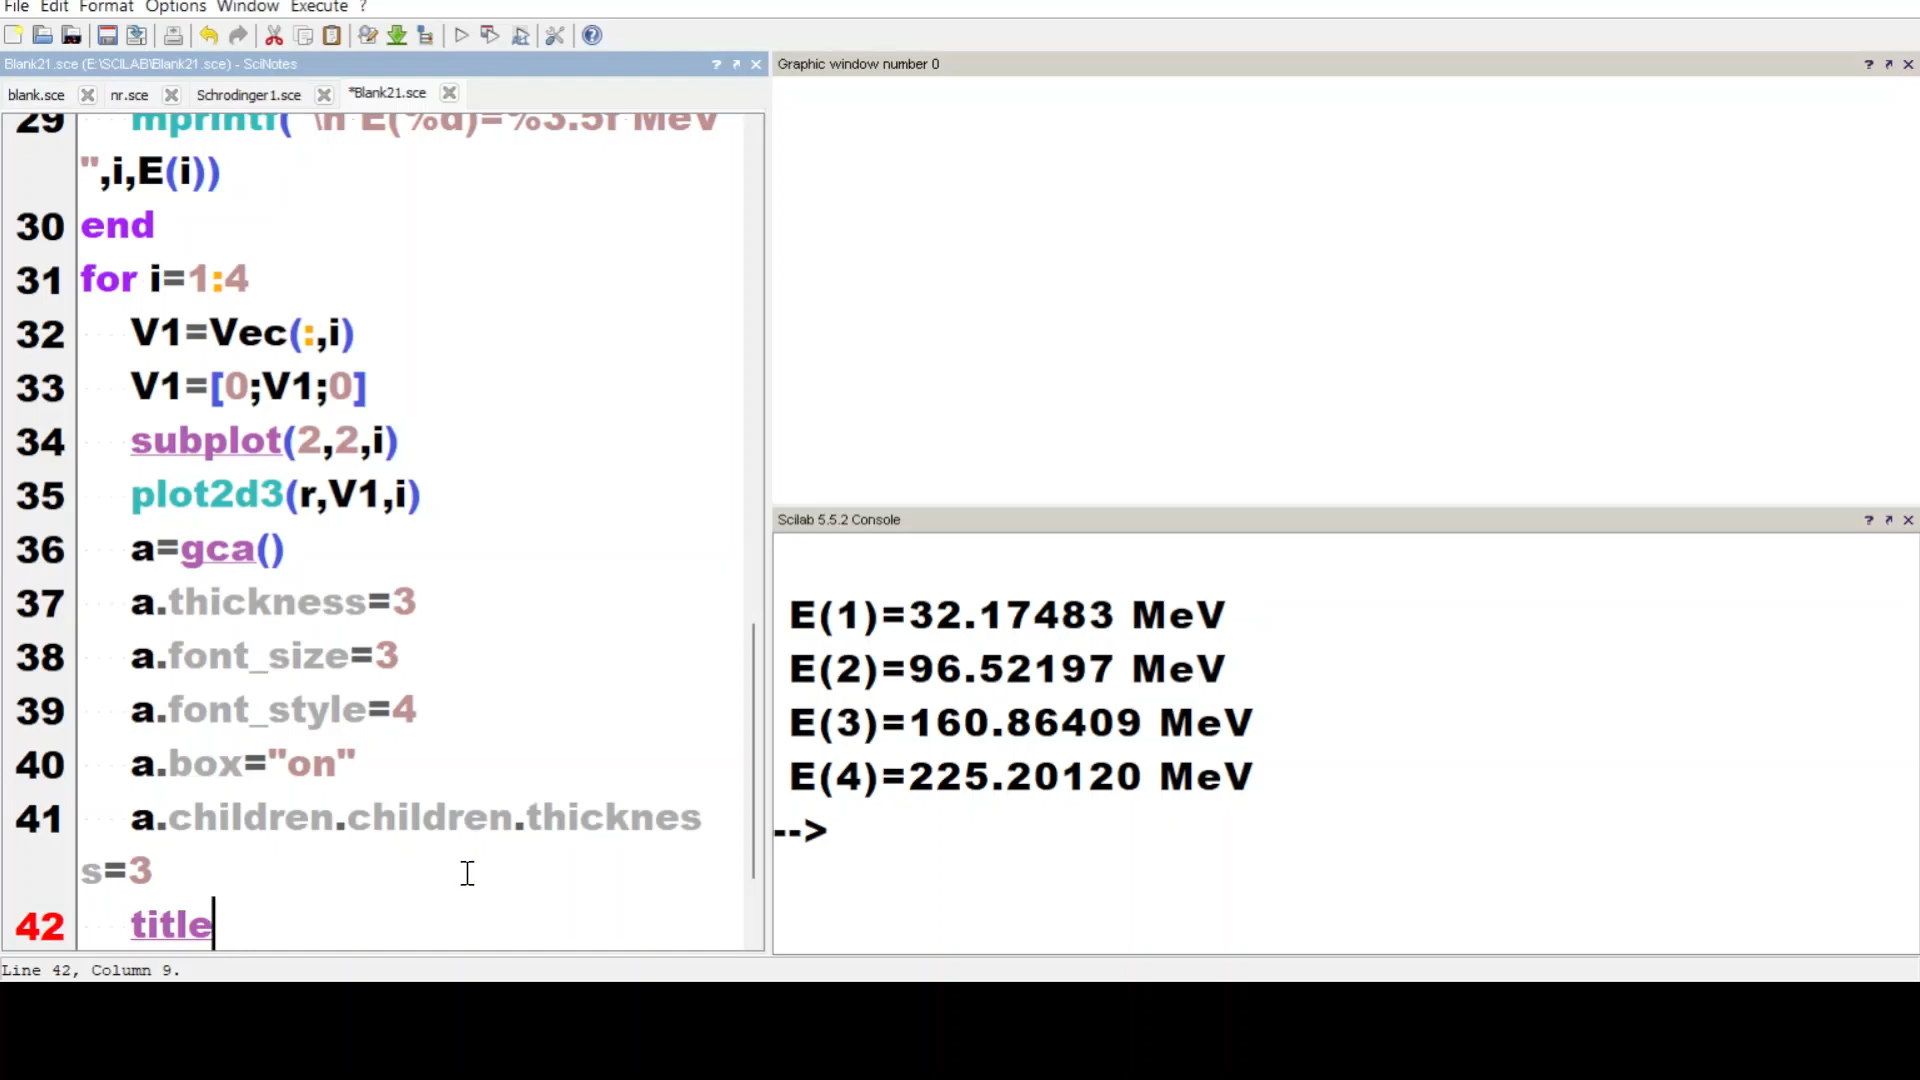 File Edit Format Options Window Execute ?
Blank21.sce (E:\SCILAB\Blank21.sce) - SciNotes
? ↗ ×
blank.sce
nr.sce
Schrodinger1.sce
*Blank21.sce
29 mprintf(" \n E(%d)=%3.5f MeV
",i,E(i))
30 end
31 for i=1:4
32 V1=Vec(:,i)
33 V1=[0;V1;0]
34 subplot(2,2,i)
35 plot2d3(r,V1,i)
36 a=gca()
37 a.thickness=3
38 a.font_size=3
39 a.font_style=4
40 a.box="on"
41 a.children.children.thicknes
s=3
42 title
Line 42, Column 9.
Graphic window number 0
? ↗ ×
Scilab 5.5.2 Console
? ↗ ×
E(1)=32.17483 MeV
E(2)=96.52197 MeV
E(3)=160.86409 MeV
E(4)=225.20120 MeV
-->